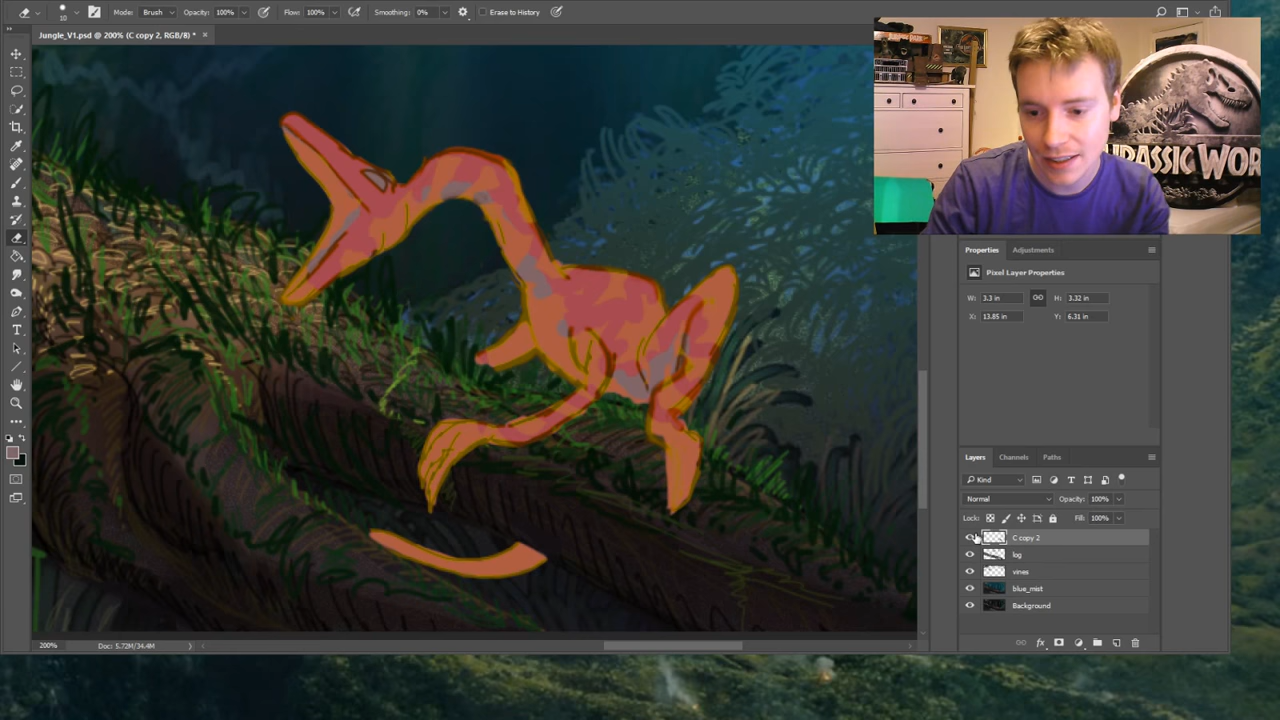 10 Mode: Brush Opacity: 100% Flow: 100% Smoothing: 0% Erase to History
Jungle_V1.psd @ 200% (C copy 2, RGB/8) *
JURASSIC WOR
Properties Adjustments
Pixel Layer Properties
W: 3.3 in H: 3.32 in
X: 13.85 in Y: 6.31 in
Layers Channels Paths
Kind
Normal Opacity: 100%
Lock: Fill: 100%
C copy 2
log
vines
blue_mist
Background
fx
200% Doc: 5.72M/34.4M